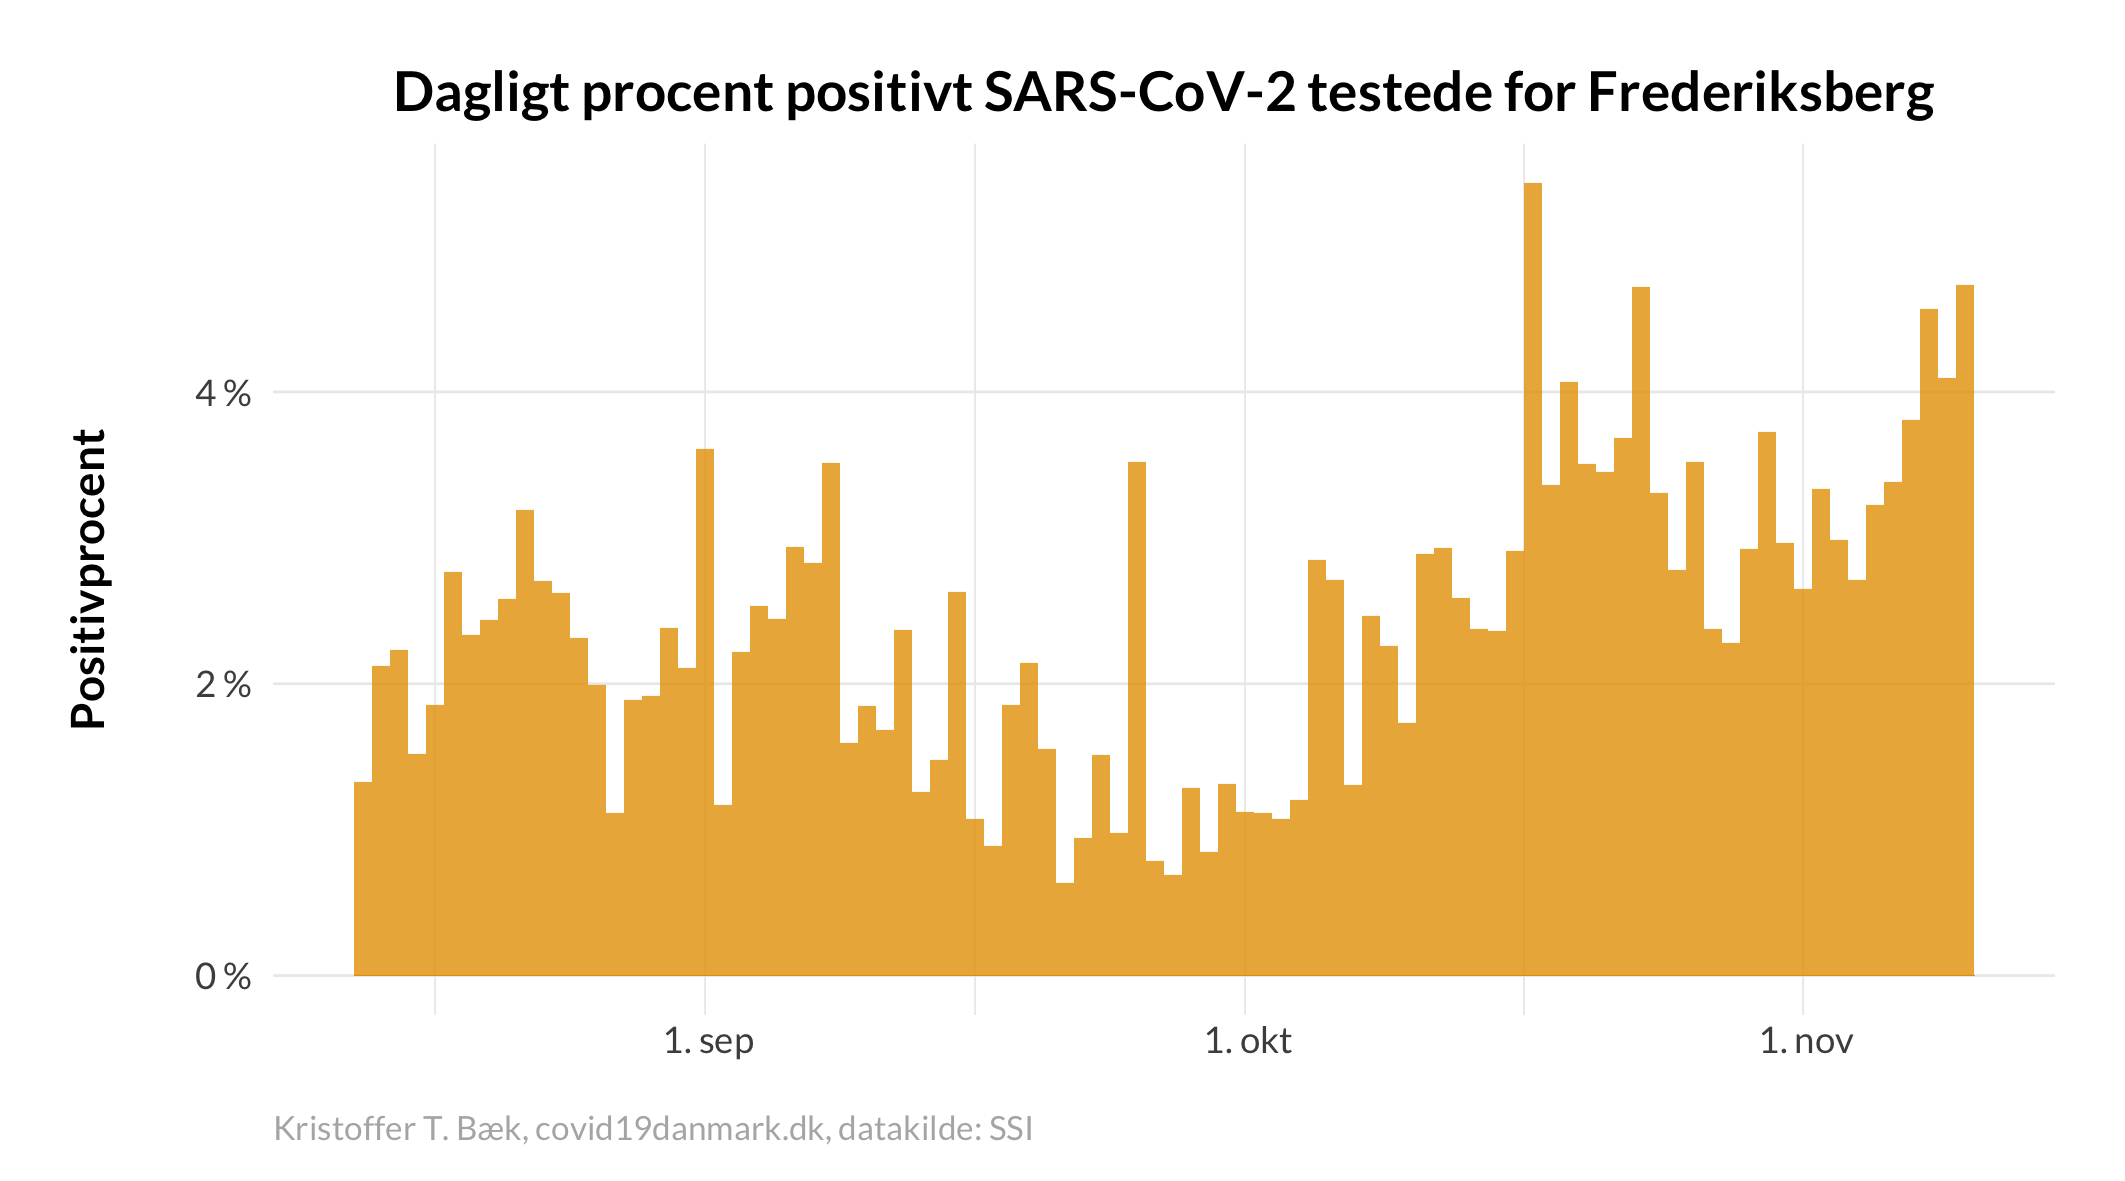 Dagligt procent positivt SARS-CoV-2 testede for Frederiksberg
Positivprocent
4 %
2 %
0 %
1. sep
1. okt
1. nov
Kristoffer T. Bæk, covid19danmark.dk, datakilde: SSI